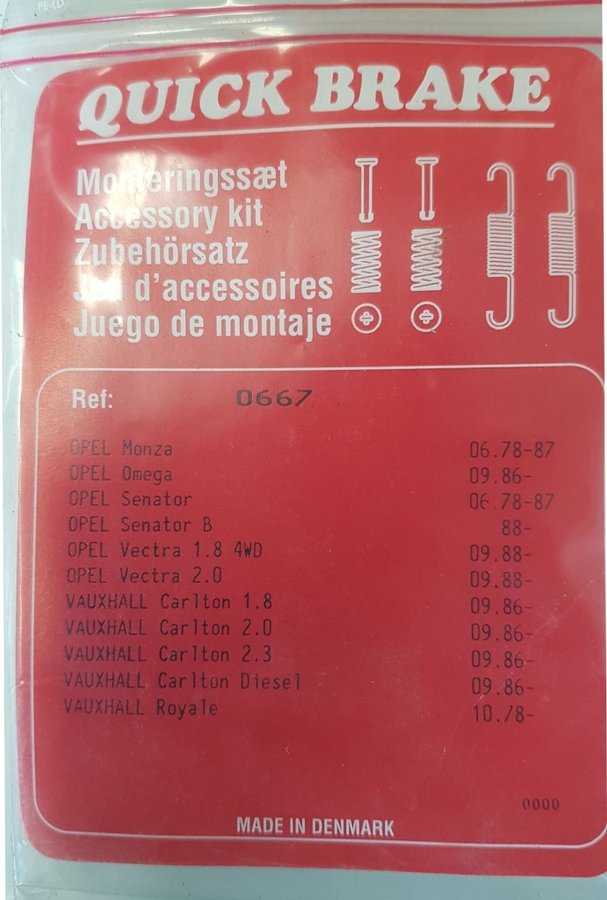 PE-LD
QUICK BRAKE
Monteringssæt
Accessory kit
Zubehörsatz
Jeu d'accessoires
Juego de montaje
Ref: 0667
OPEL Monza 06.78-87
OPEL Omega 09.86-
OPEL Senator 06.78-87
OPEL Senator B 88-
OPEL Vectra 1.8 4WD 09.88-
OPEL Vectra 2.0 09.88-
VAUXHALL Carlton 1.8 09.86-
VAUXHALL Carlton 2.0 09.86-
VAUXHALL Carlton 2.3 09.86-
VAUXHALL Carlton Diesel 09.86-
VAUXHALL Royale 10.78-
0000
MADE IN DENMARK